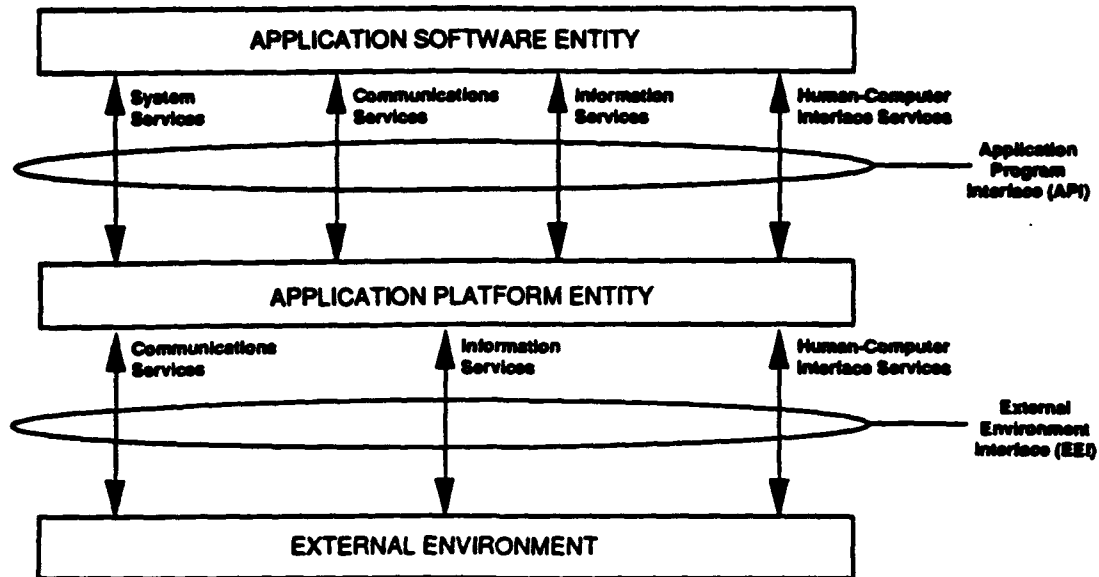 APPLICATION SOFTWARE ENTITY
System
Services
Communications
Services
Information
Services
Human-Computer
Interface Services
Application
Program
Interface (API)
APPLICATION PLATFORM ENTITY
Communications
Services
Information
Services
Human-Computer
Interface Services
External
Environment
Interface (EEI)
EXTERNAL ENVIRONMENT